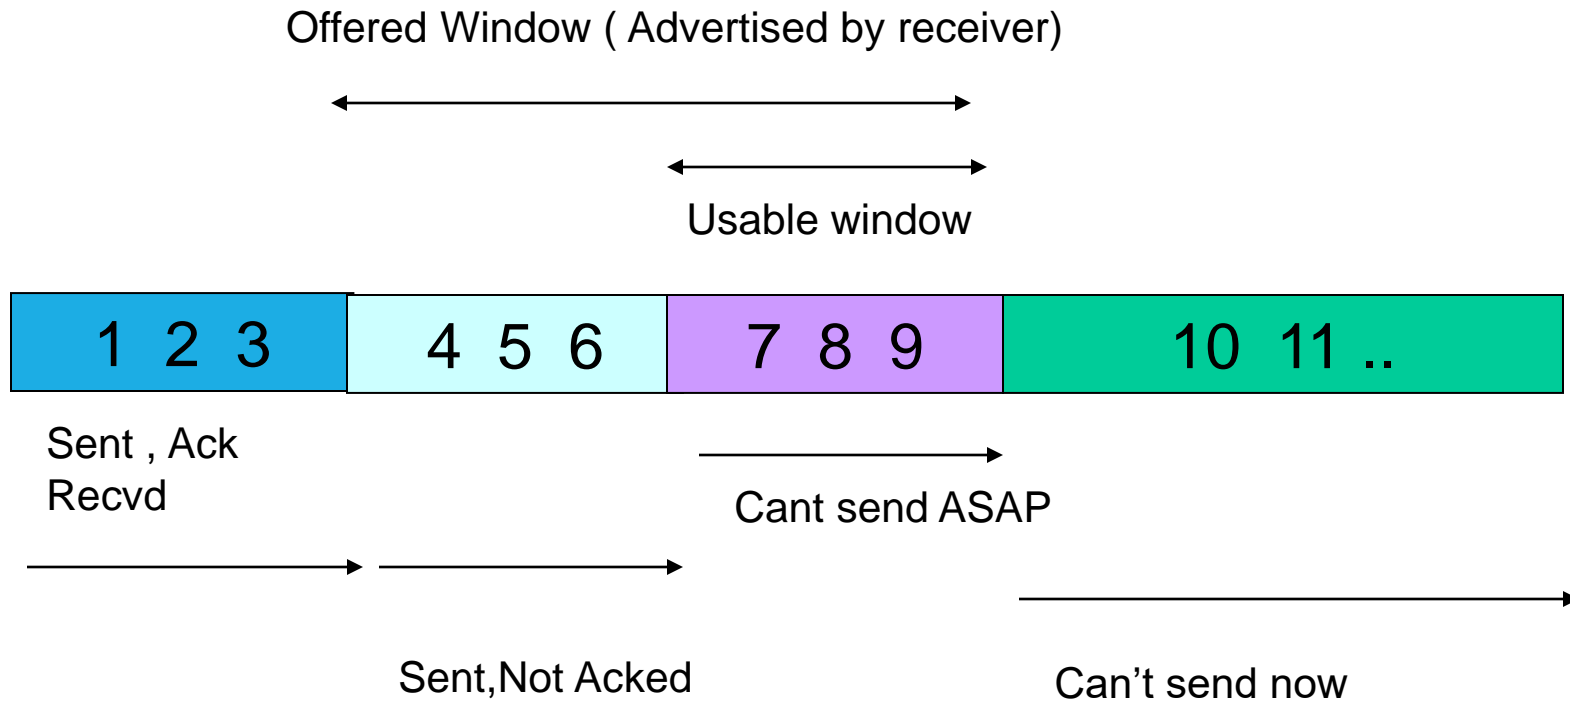 Offered Window ( Advertised by receiver)
Usable window
1 2 3
4 5 6
7 8 9
10 11 ..
Sent , Ack
Recvd
Cant send ASAP
Sent,Not Acked
Can’t send now